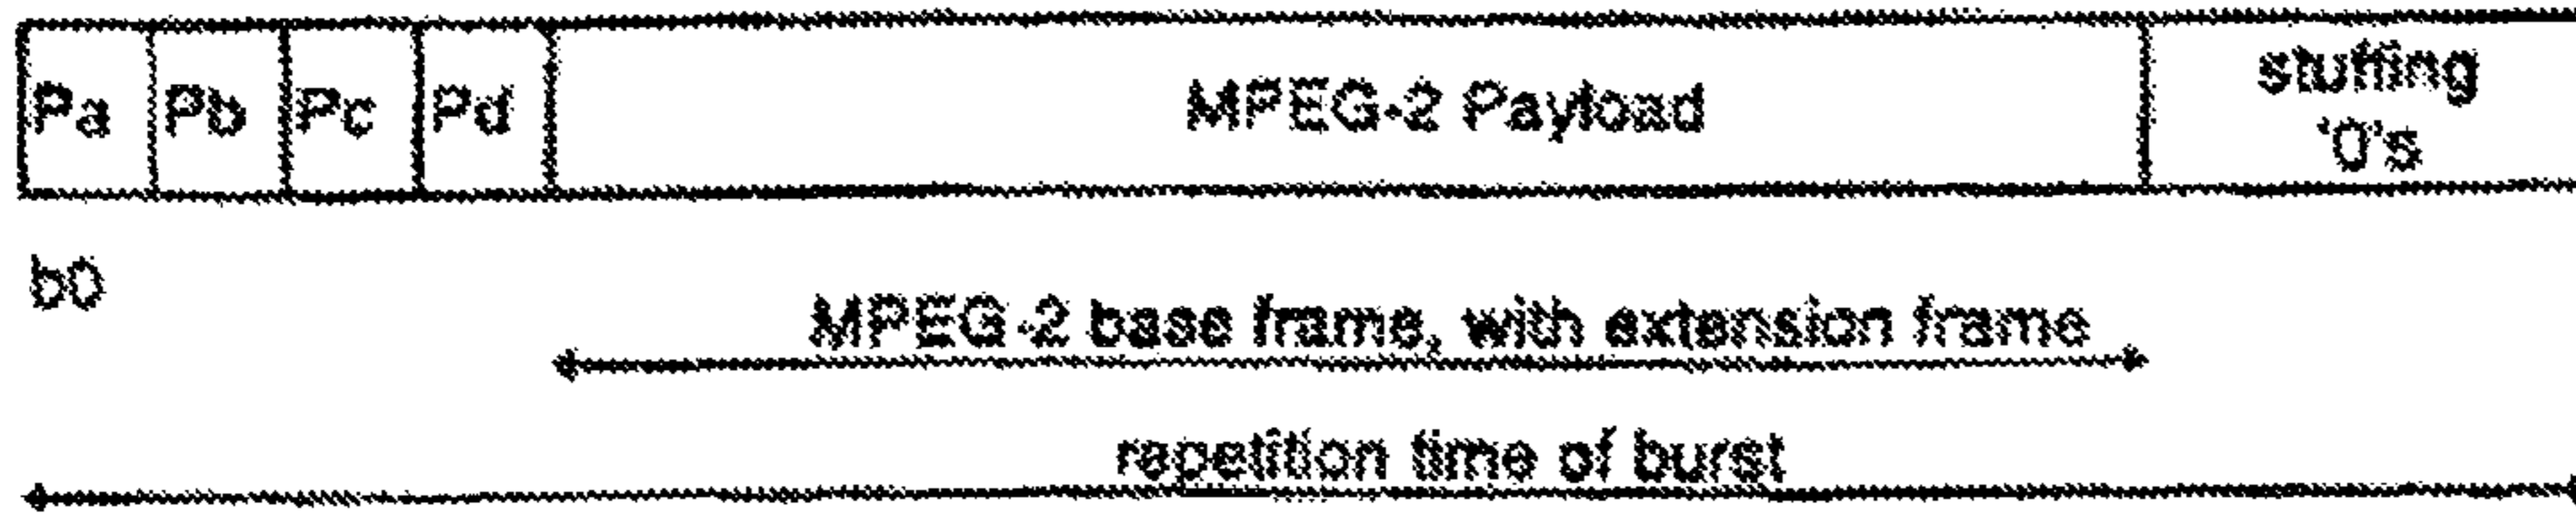 Pa Pb Pc Pd MPEG-2 Payload stuffing '0's
b0
MPEG-2 base frame, with extension frame
repetition time of burst